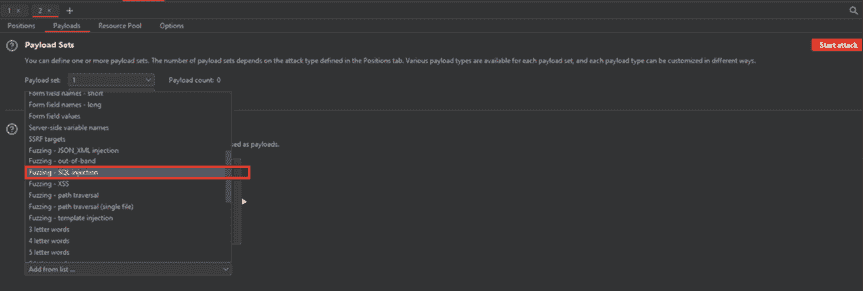 1 × 2 × +
Positions Payloads Resource Pool Options
Payload Sets
Start attack
You can define one or more payload sets. The number of payload sets depends on the attack type defined in the Positions tab. Various payload types are available for each payload set, and each payload type can be customized in different ways.
Payload set: 1 Payload count: 0
Form field names - short
Form field names - long
Form field values
Server-side variable names
SSRF targets
Fuzzing - JSON_XML injection
used as payloads.
Fuzzing - out-of-band
Fuzzing - SQL injection
Fuzzing - XSS
Fuzzing - path traversal
Fuzzing - path traversal (single file)
Fuzzing - template injection
3 letter words
4 letter words
5 letter words
Add from list ...